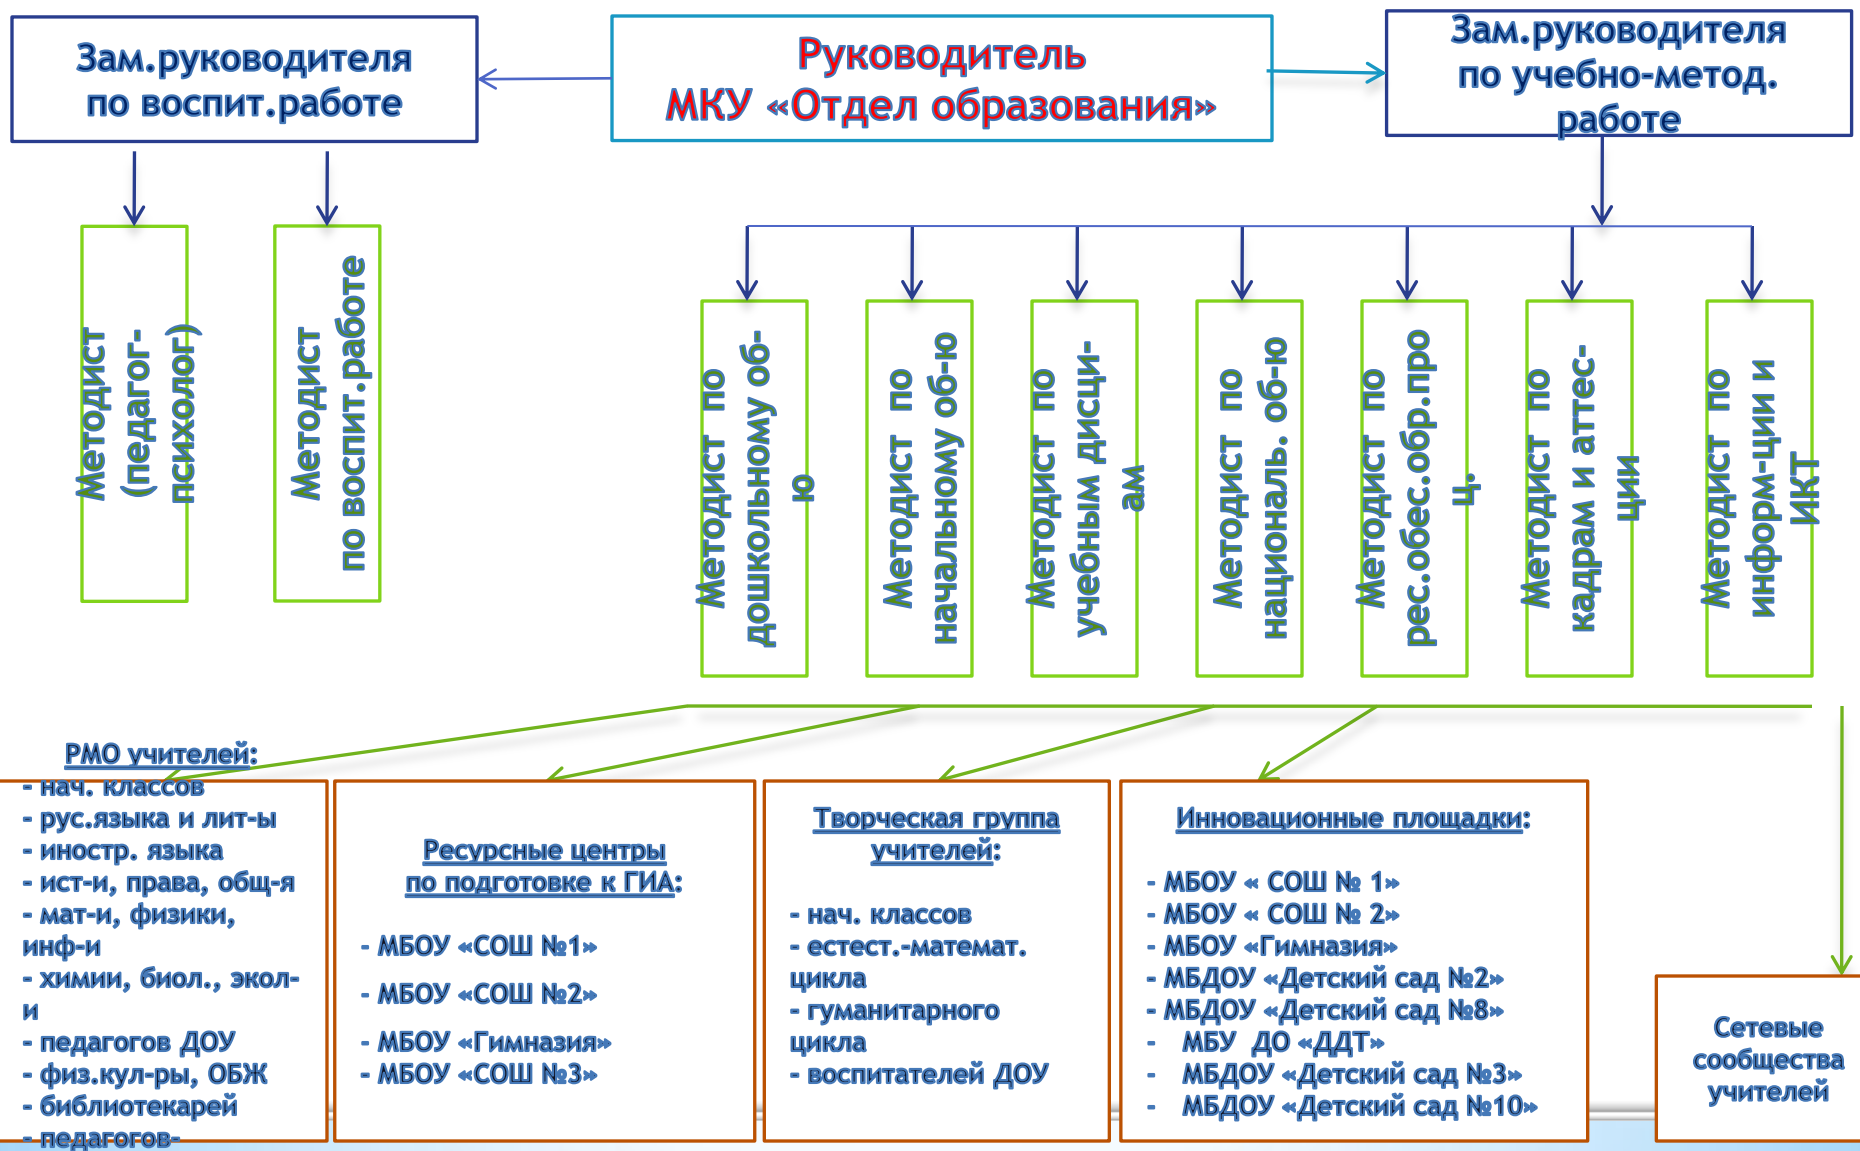 Зам.руководителя
по воспит.работе
Руководитель
МКУ «Отдел образования»
Зам.руководителя
по учебно-метод.
работе
Методист
(педагог-
психолог)
Методист
по воспит.работе
Методист по
дошкольному об-
ю
Методист по
начальному об-ю
Методист по
учебным дисци-
ам
Методист по
националь. об-ю
Методист по
рес.обес.обр.про
ц.
Методист по
кадрам и аттес-
ции
Методист по
информ-ции и
ИКТ
РМО учителей:
- нач. классов
- рус.языка и лит-ы
- иностр. языка
- ист-и, права, общ-я
- мат-и, физики,
инф-и
- химии, биол., экол-
и
- педагогов ДОУ
- физ.кул-ры, ОБЖ
- библиотекарей
- педагогов-
Ресурсные центры
по подготовке к ГИА:
- МБОУ «СОШ №1»
- МБОУ «СОШ №2»
- МБОУ «Гимназия»
- МБОУ «СОШ №3»
Творческая группа
учителей:
- нач. классов
- естест.-математ.
цикла
- гуманитарного
цикла
- воспитателей ДОУ
Инновационные площадки:
- МБОУ « СОШ № 1»
- МБОУ « СОШ № 2»
- МБОУ «Гимназия»
- МБДОУ «Детский сад №2»
- МБДОУ «Детский сад №8»
- МБУ ДО «ДДТ»
- МБДОУ «Детский сад №3»
- МБДОУ «Детский сад №10»
Сетевые
сообщества
учителей